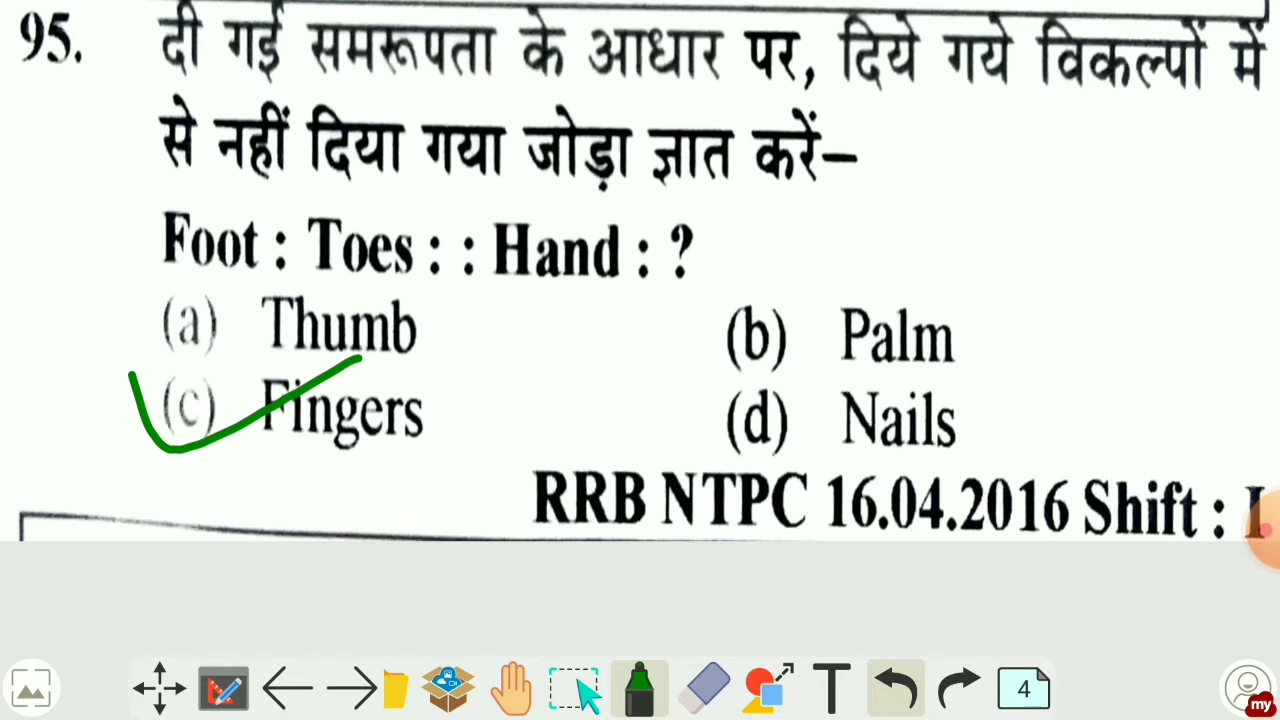 95. दी गई समरूपता के आधार पर, दिये गये विकल्पों में
से नहीं दिया गया जोड़ा ज्ञात करें–
Foot : Toes : : Hand : ?
(a) Thumb (b) Palm
(c) Fingers (d) Nails
RRB NTPC 16.04.2016 Shift : I
T 4 my